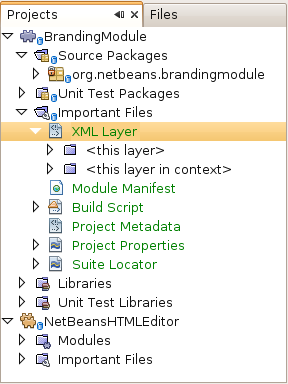 Projects
Files
BrandingModule
Source Packages
org.netbeans.brandingmodule
Unit Test Packages
Important Files
XML Layer
<this layer>
<this layer in context>
Module Manifest
Build Script
Project Metadata
Project Properties
Suite Locator
Libraries
Unit Test Libraries
NetBeansHTMLEditor
Modules
Important Files